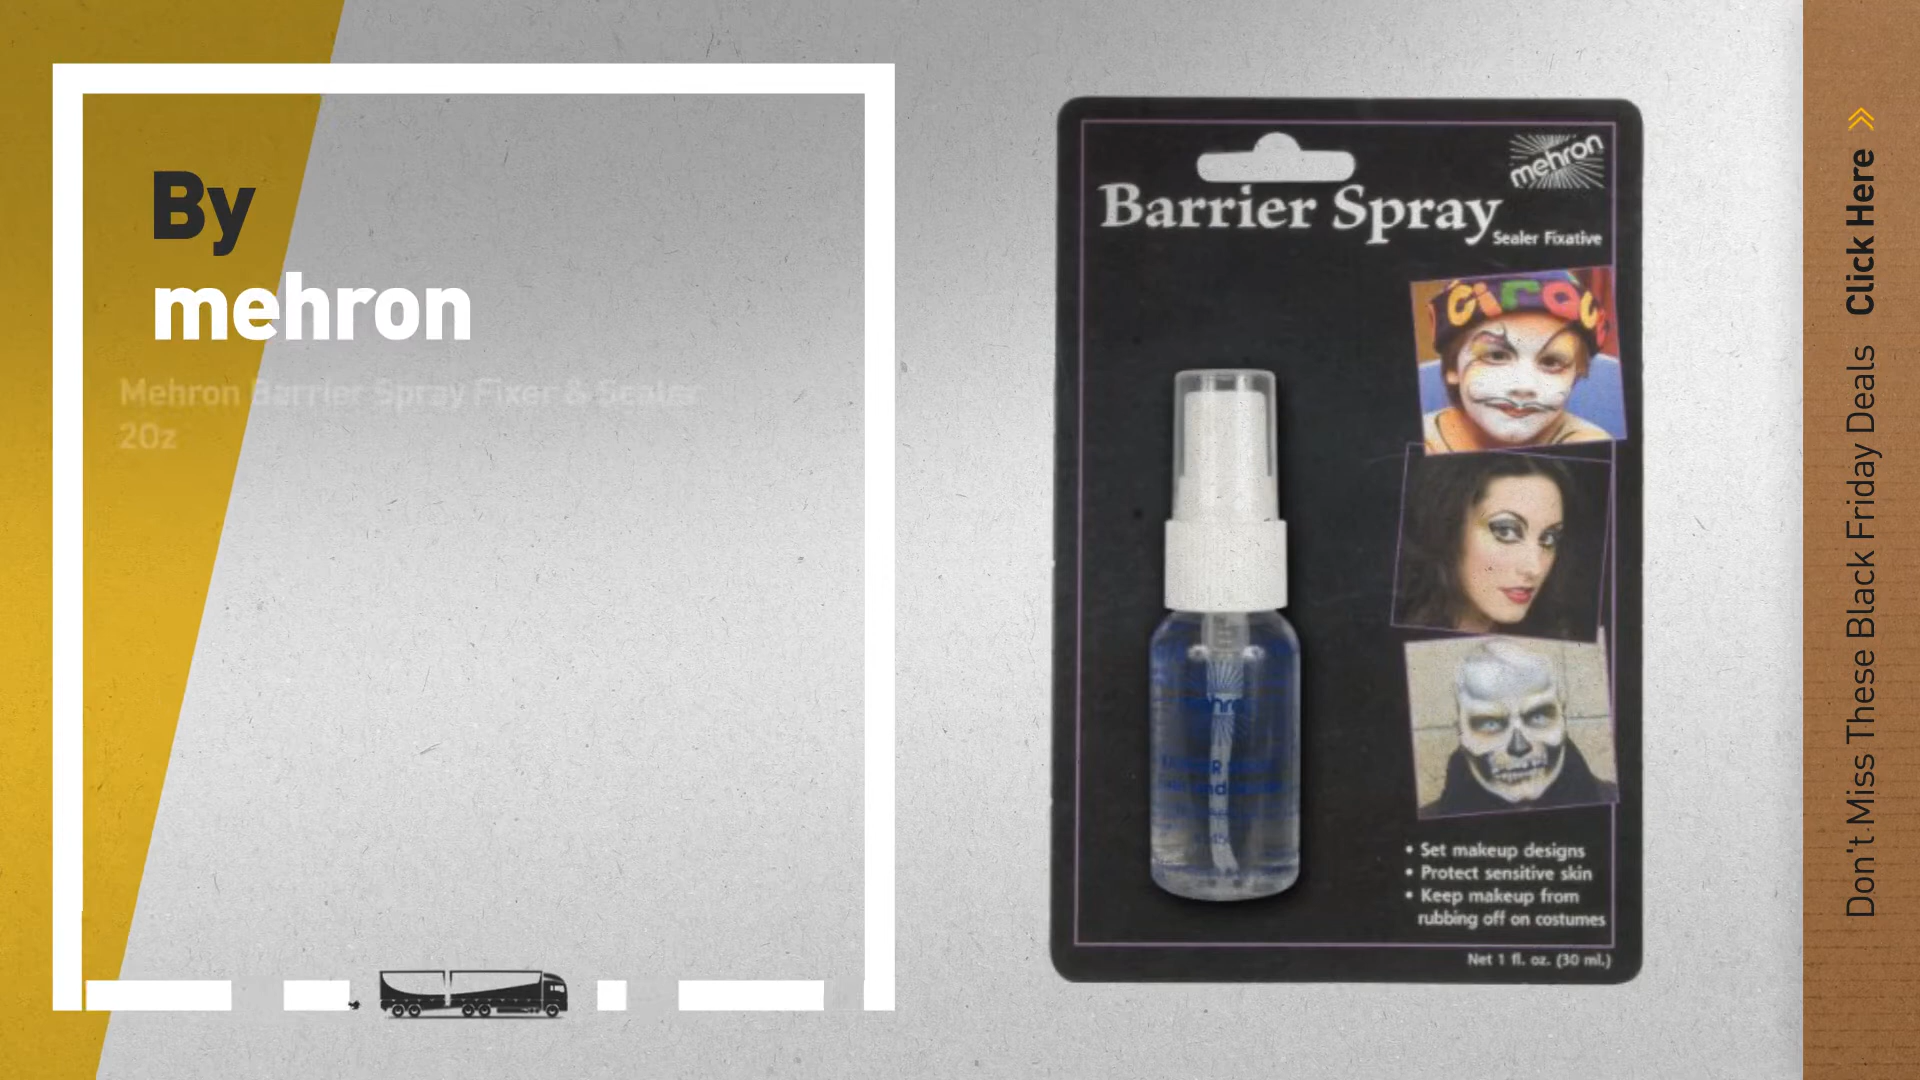 By
mehron
Mehron Barrier Spray Fixer & Sealer
2Oz
mehron
Barrier Spray
Sealer Fixative
• Set makeup designs
• Protect sensitive skin
• Keep makeup from
rubbing off on costumes
Net 1 fl. oz. (30 ml.)
Don't Miss These Black Friday Deals Click Here